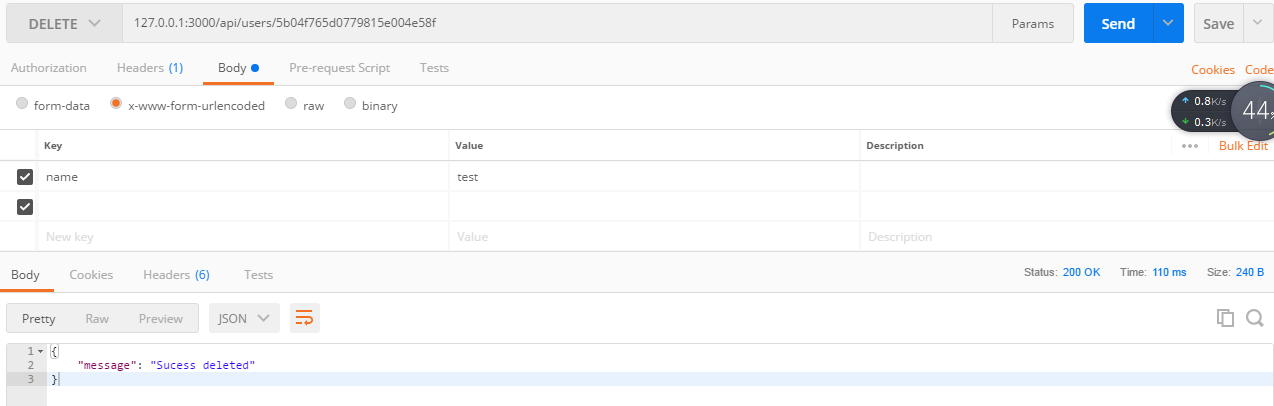 DELETE 127.0.0.1:3000/api/users/5b04f765d0779815e004e58f Params Send Save
Authorization Headers (1) Body Pre-request Script Tests Cookies Code
form-data x-www-form-urlencoded raw binary
0.8K/s
0.3K/s
44%
Key Value Description ••• Bulk Edit
name test
New key Value Description
Body Cookies Headers (6) Tests Status: 200 OK Time: 110 ms Size: 240 B
Pretty Raw Preview JSON
1 {
2 "message": "Sucess deleted"
3 }